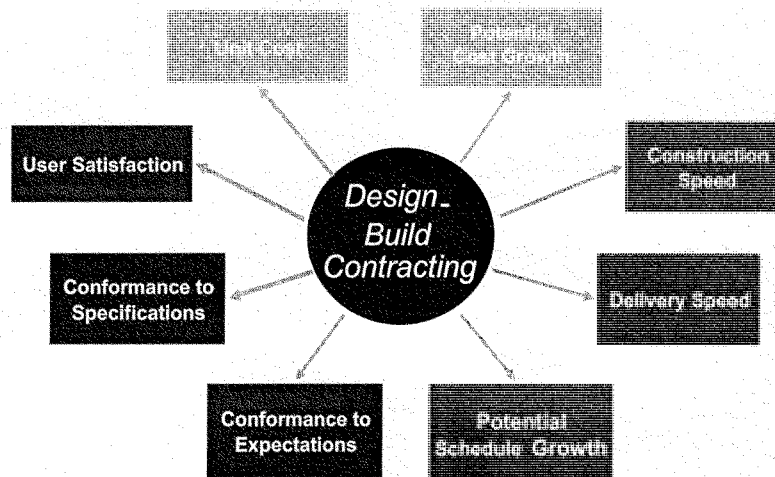 Unit Cost
Potential
Cost Growth
User Satisfaction
Construction
Speed
Design-
Build
Contracting
Conformance to
Specifications
Delivery Speed
Conformance to
Expectations
Potential
Schedule Growth